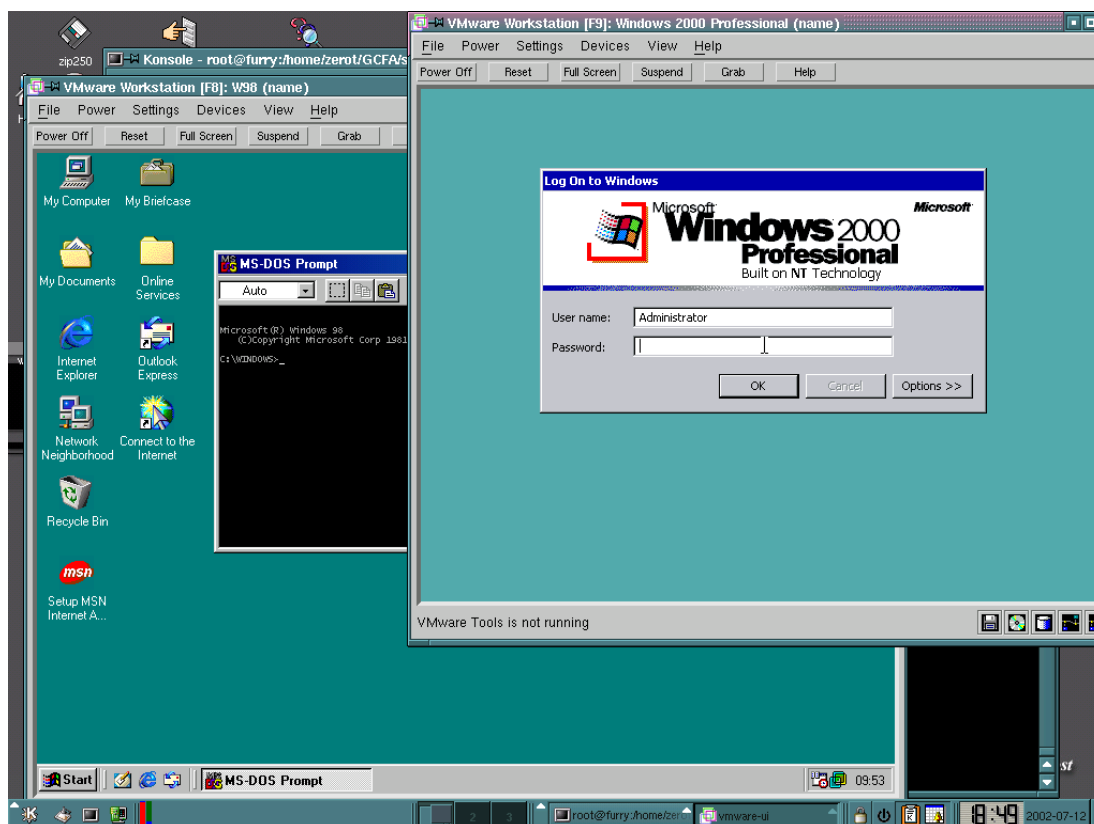 zip250
Konsole - root@furry:/home/zerot/GCFA/s
VMware Workstation [F8]: W98 (name)
File Power Settings Devices View Help
Power Off Reset Full Screen Suspend Grab
My Computer
My Briefcase
My Documents
Online Services
Internet Explorer
Outlook Express
Network Neighborhood
Connect to the Internet
Recycle Bin
msn
Setup MSN Internet A...
MS-DOS Prompt
Auto
Microsoft(R) Windows 98
(C)Copyright Microsoft Corp 1981
C:\WINDOWS>_
Start
MS-DOS Prompt
09:53
VMware Workstation [F9]: Windows 2000 Professional (name)
File Power Settings Devices View Help
Power Off Reset Full Screen Suspend Grab Help
Log On to Windows
Microsoft
Windows 2000
Professional
Built on NT Technology
Microsoft
User name: Administrator
Password:
OK Cancel Options >>
VMware Tools is not running
st
2 3
root@furry:/home/zero
vmware-ui
18:49
2002-07-12